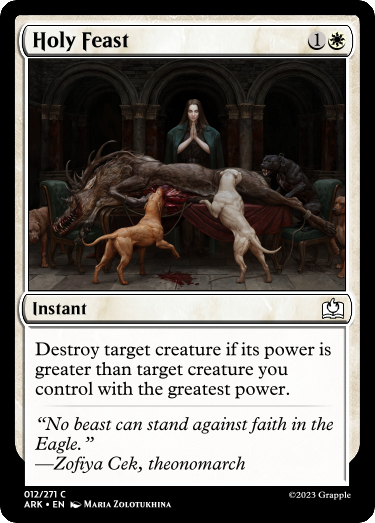 Holy Feast 1
Instant
Destroy target creature if its power is
greater than target creature you
control with the greatest power.
“No beast can stand against faith in the
Eagle.”
—Zofiya Cek, theonomarch
012/271 C
ARK • EN Maria Zolotukhina
©2023 Grapple